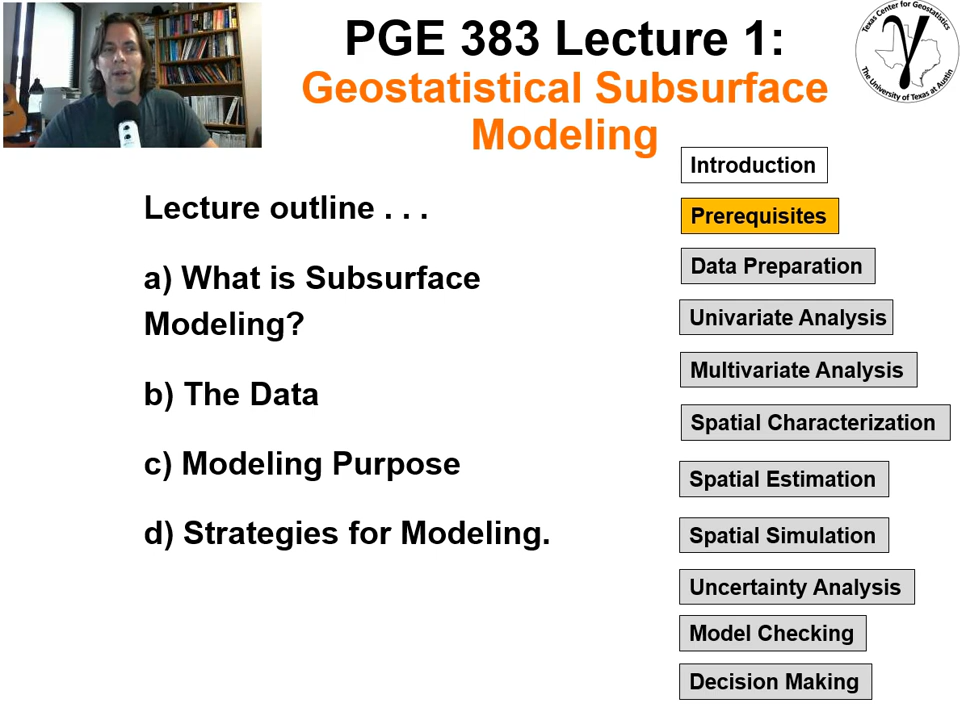 PGE 383 Lecture 1:
Geostatistical Subsurface
Modeling
Texas Center for Geostatistics
The University of Texas at Austin
Lecture outline . . .
a) What is Subsurface
Modeling?
b) The Data
c) Modeling Purpose
d) Strategies for Modeling.
Introduction
Prerequisites
Data Preparation
Univariate Analysis
Multivariate Analysis
Spatial Characterization
Spatial Estimation
Spatial Simulation
Uncertainty Analysis
Model Checking
Decision Making